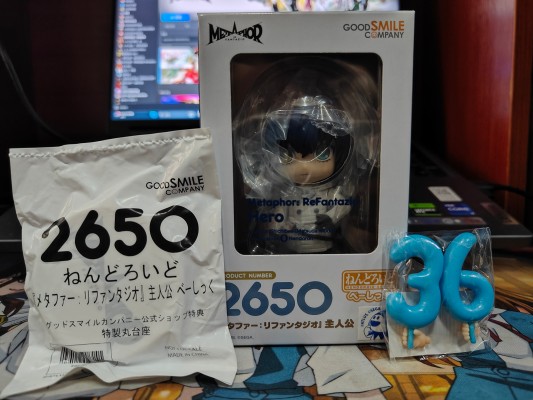 GOODSMILE
COMPANY
2650
ねんどろいど
『メタファー：リファンタジオ』主人公 べーしっく
グッドスマイルカンパニー公式ショップ特典
特製丸台座
METAPHOR
REFANTAZIO
GOODSMILE
COMPANY
Metaphor: ReFantazio
Hero
PRODUCT NUMBER
2650
ねんどろいど
べーしっく
メタファー：リファンタジオ』主人公
36